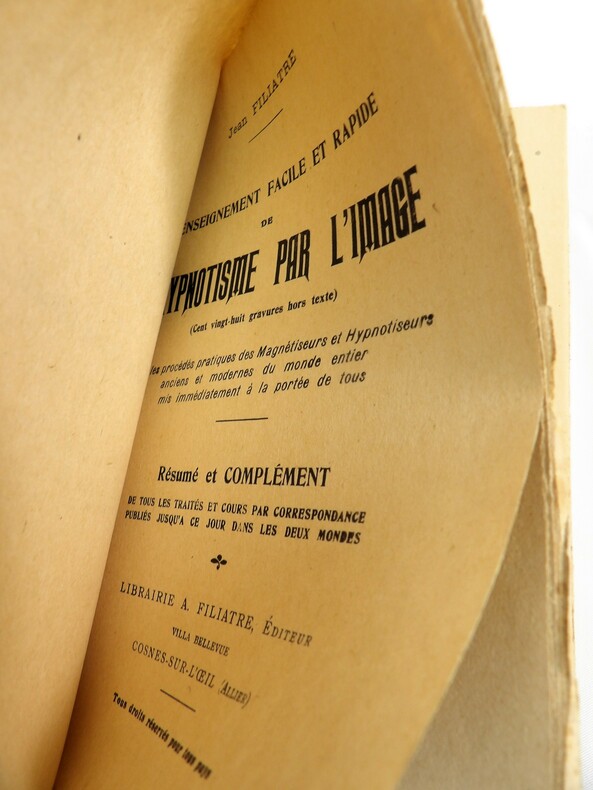 Jean FILIATRE
ENSEIGNEMENT FACILE ET RAPIDE
DE
HYPNOTISME PAR L'IMAGE
(Cent vingt-huit gravures hors texte)
les procédés pratiques des Magnétiseurs et Hypnotiseurs
anciens et modernes du monde entier
mis immédiatement à la portée de tous
Résumé et COMPLÉMENT
DE TOUS LES TRAITÉS ET COURS PAR CORRESPONDANCE
PUBLIÉS JUSQU'A CE JOUR DANS LES DEUX MONDES
LIBRAIRIE A. FILIATRE, ÉDITEUR
VILLA BELLEVUE
COSNES-SUR-L'ŒIL (ALLIER)
Tous droits réservés pour tous pays